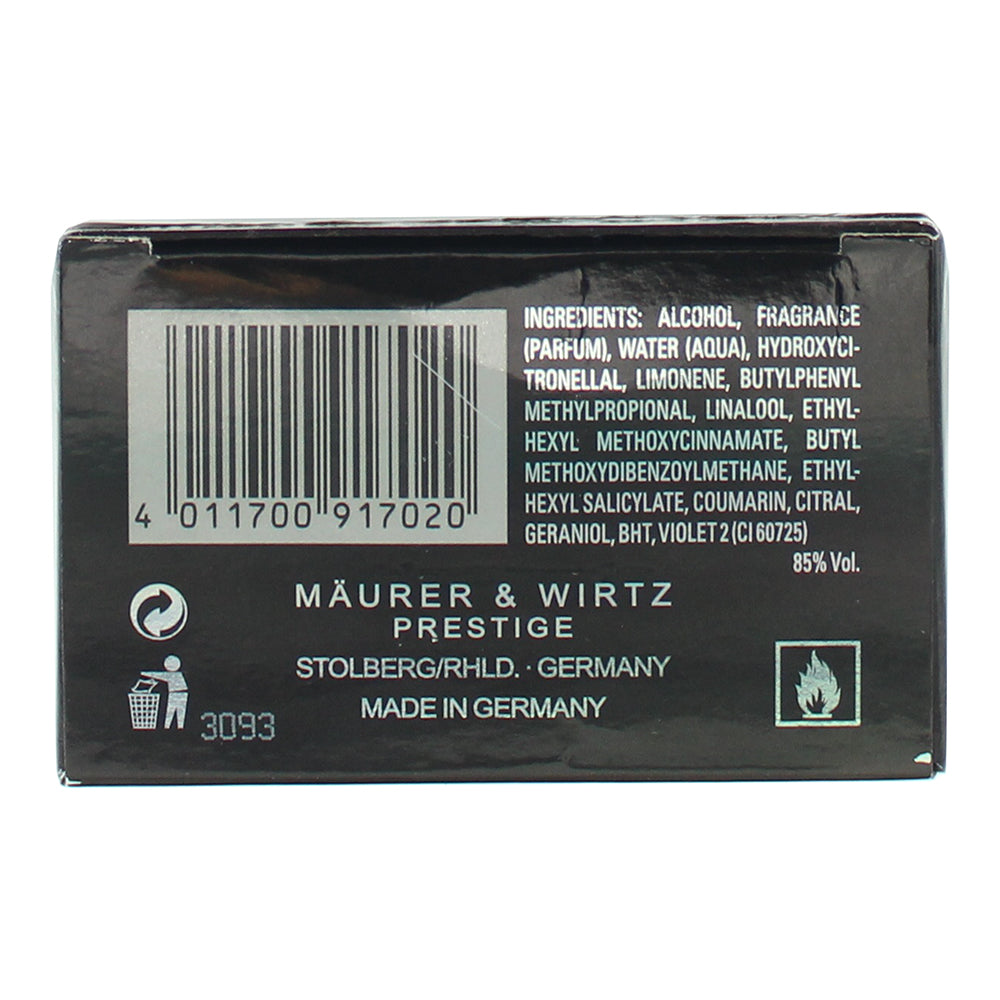 INGREDIENTS: ALCOHOL, FRAGRANCE
(PARFUM), WATER (AQUA), HYDROXYCI-
TRONELLAL, LIMONENE, BUTYLPHENYL
METHYLPROPIONAL, LINALOOL, ETHYL-
HEXYL METHOXYCINNAMATE, BUTYL
METHOXYDIBENZOYLMETHANE, ETHYL-
HEXYL SALICYLATE, COUMARIN, CITRAL,
GERANIOL, BHT, VIOLET 2 (CI 60725)
85% Vol.
4 011700 917020
MÄURER & WIRTZ
PRESTIGE
STOLBERG/RHLD. · GERMANY
MADE IN GERMANY
3093